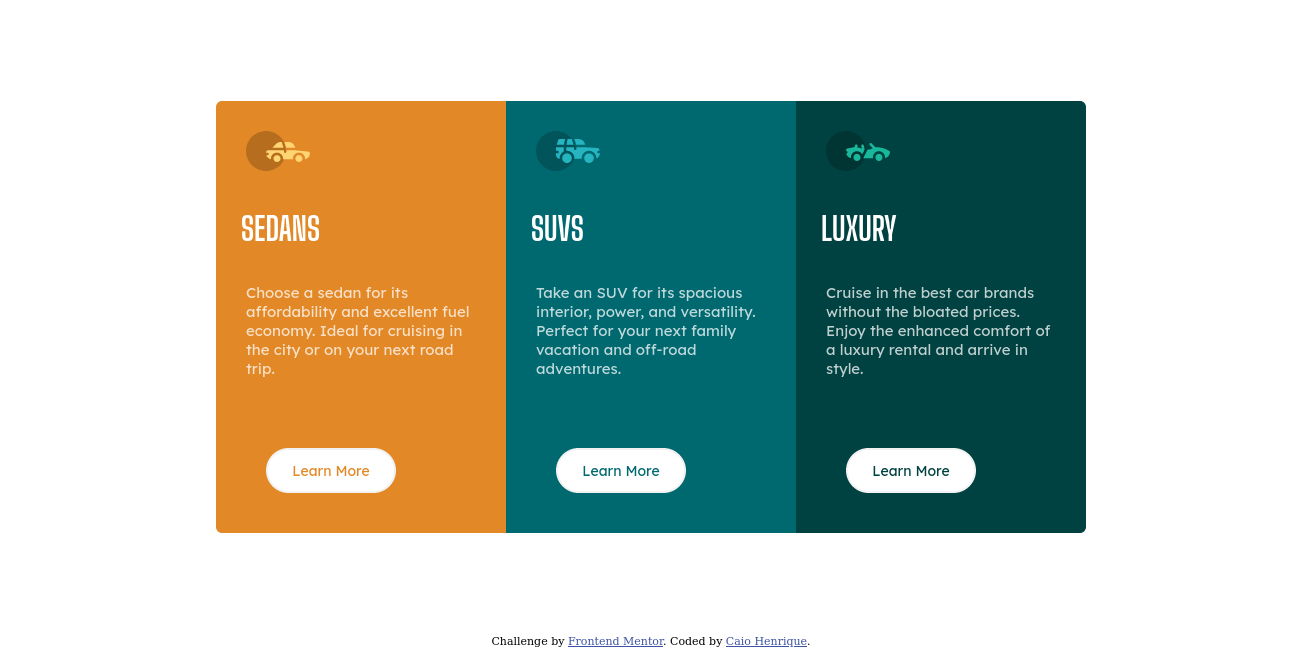 SEDANS
Choose a sedan for its
affordability and excellent fuel
economy. Ideal for cruising in
the city or on your next road
trip.
Learn More
SUVS
Take an SUV for its spacious
interior, power, and versatility.
Perfect for your next family
vacation and off-road
adventures.
Learn More
LUXURY
Cruise in the best car brands
without the bloated prices.
Enjoy the enhanced comfort of
a luxury rental and arrive in
style.
Learn More
Challenge by Frontend Mentor. Coded by Caio Henrique.